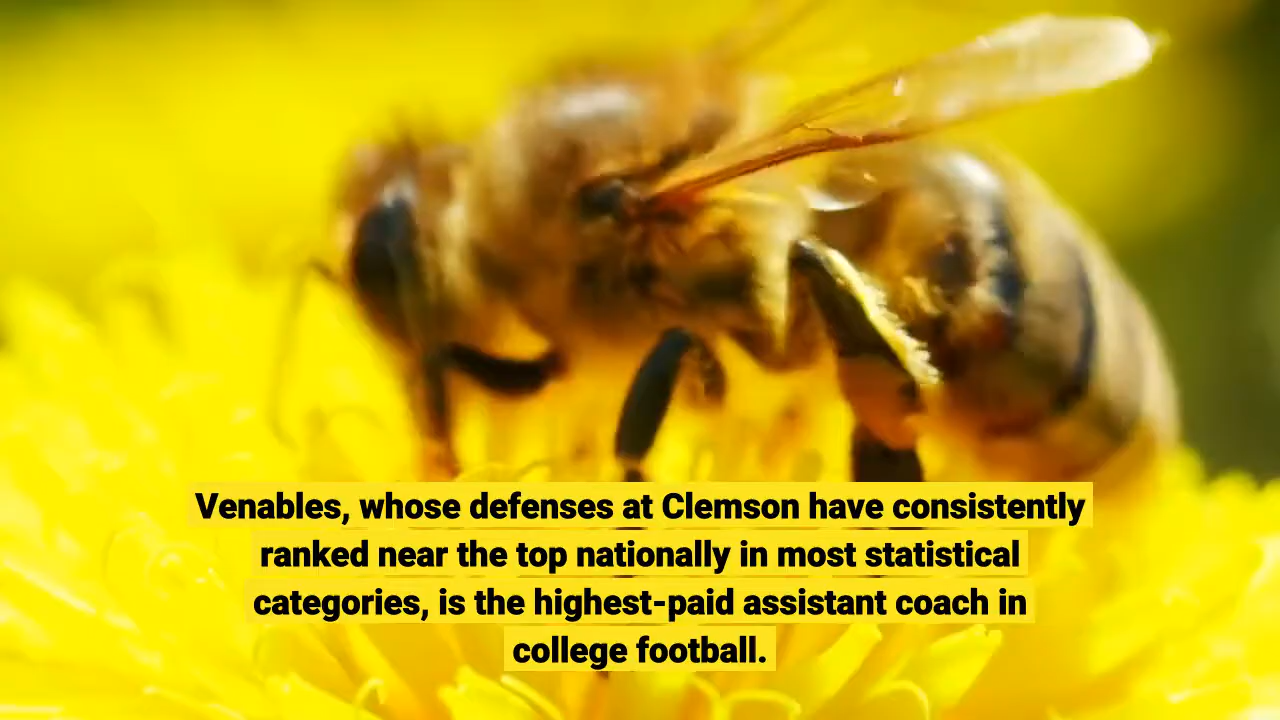 Venables, whose defenses at Clemson have consistently
ranked near the top nationally in most statistical
categories, is the highest-paid assistant coach in
college football.